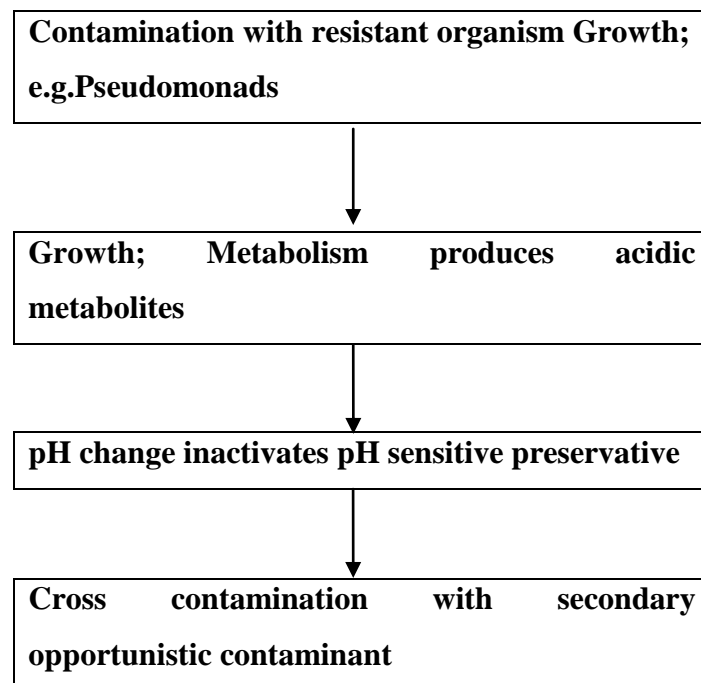 Contamination with resistant organism Growth;
e.g.Pseudomonads
Growth; Metabolism produces acidic
metabolites
pH change inactivates pH sensitive preservative
Cross contamination with secondary
opportunistic contaminant